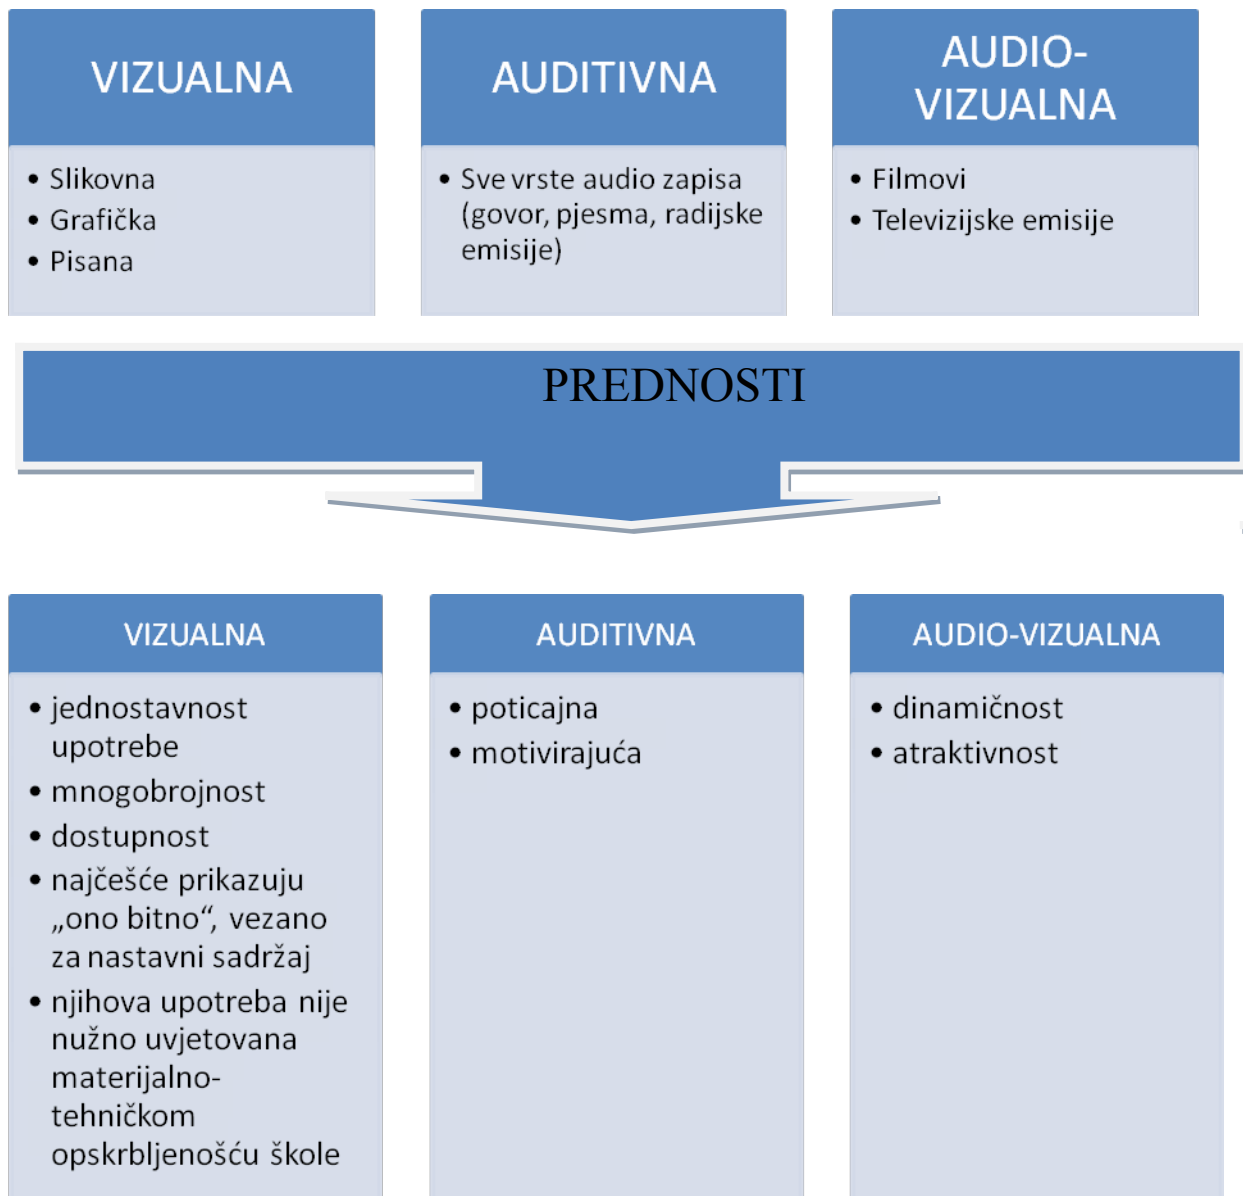 VIZUALNA
• Slikovna
• Grafička
• Pisana
AUDITIVNA
• Sve vrste audio zapisa
(govor, pjesma, radijske
emisije)
AUDIO-
VIZUALNA
• Filmovi
• Televizijske emisije
PREDNOSTI
VIZUALNA
• jednostavnost
upotrebe
• mnogobrojnost
• dostupnost
• najčešće prikazuju
„ono bitno“, vezano
za nastavni sadržaj
• njihova upotreba nije
nužno uvjetovana
materijalno-
tehničkom
opskrbljenošću škole
AUDITIVNA
• poticajna
• motivirajuća
AUDIO-VIZUALNA
• dinamičnost
• atraktivnost